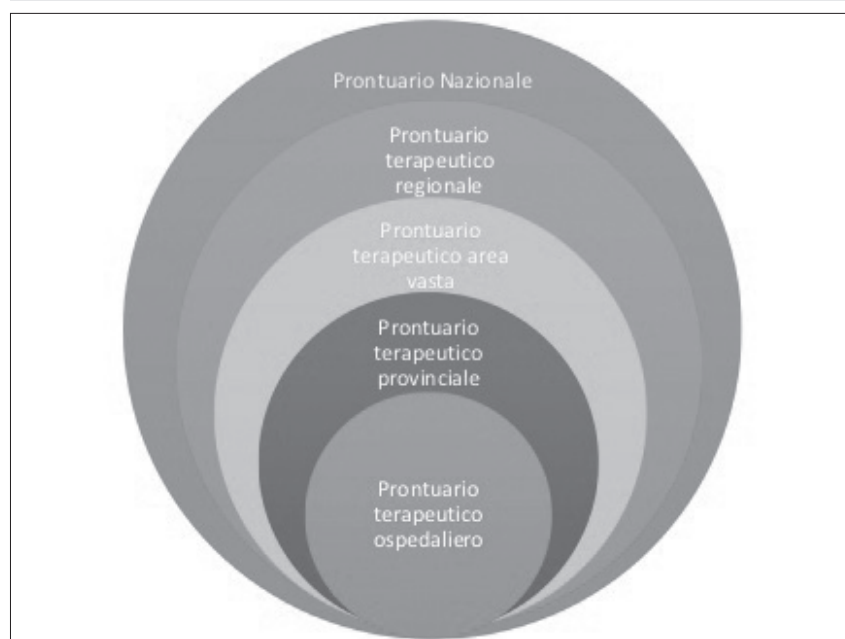 Prontuario Nazionale
Prontuario
terapeutico
regionale
Prontuario
terapeutico area
vasta
Prontuario
terapeutico
provinciale
Prontuario
terapeutico
ospedaliero